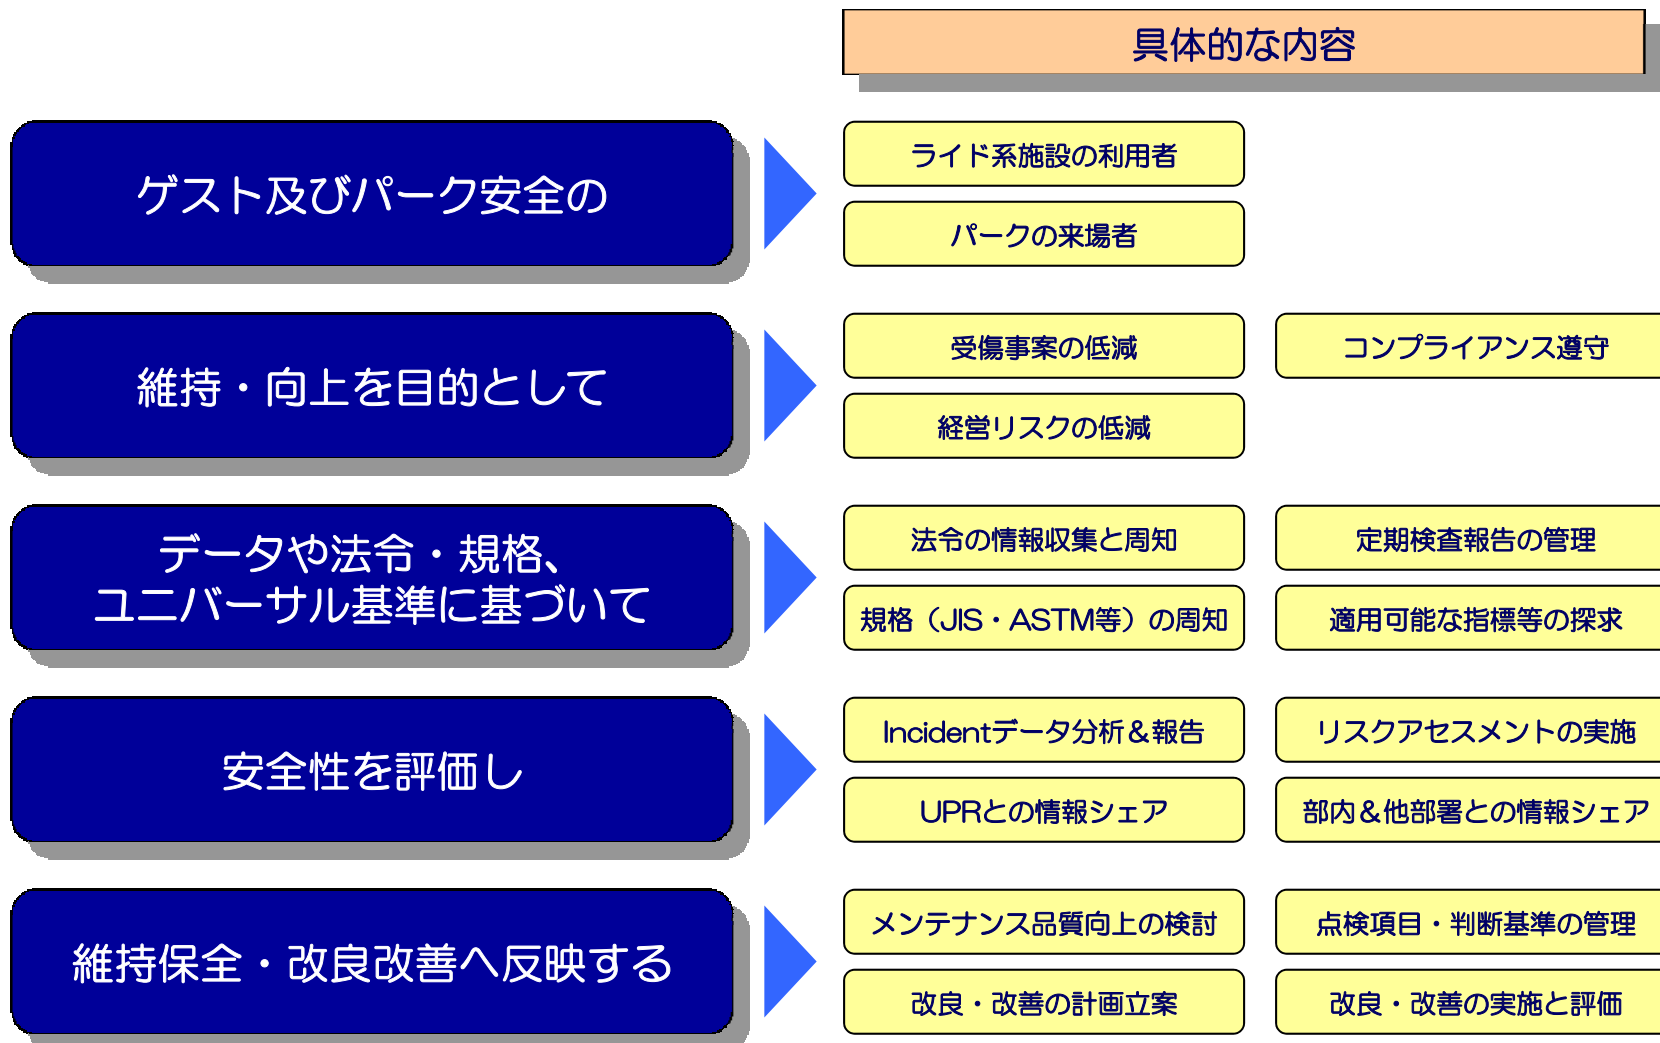 具体的な内容
ゲスト及びパーク安全の
ライド系施設の利用者
パークの来場者
維持・向上を目的として
受傷事案の低減
コンプライアンス遵守
経営リスクの低減
データや法令・規格、
ユニバーサル基準に基づいて
法令の情報収集と周知
定期検査報告の管理
規格（JIS・ASTM等）の周知
適用可能な指標等の探求
安全性を評価し
Incidentデータ分析＆報告
リスクアセスメントの実施
UPRとの情報シェア
部内＆他部署との情報シェア
維持保全・改良改善へ反映する
メンテナンス品質向上の検討
点検項目・判断基準の管理
改良・改善の計画立案
改良・改善の実施と評価